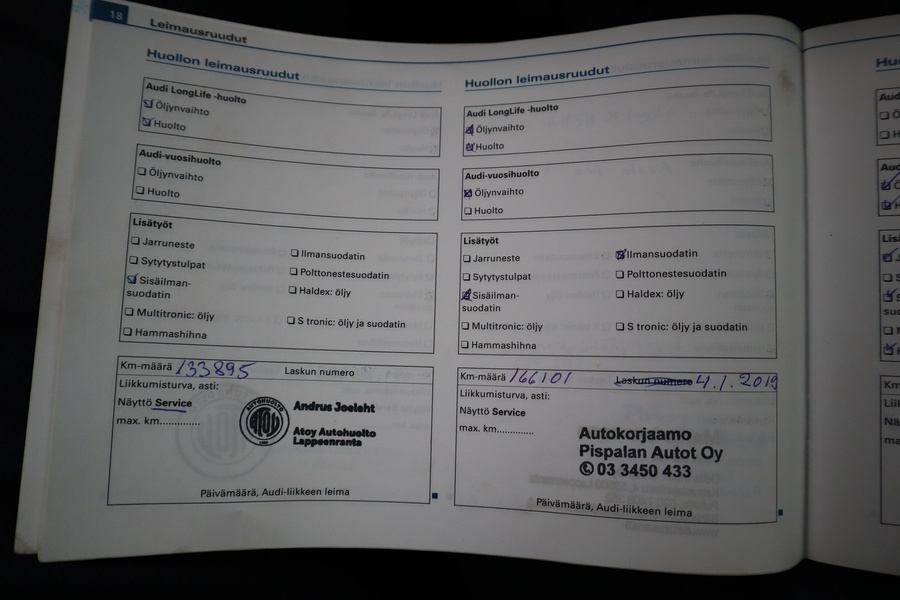 18 Leimausruudut
Huollon leimausruudut
Audi LongLife -huolto
Öljynvaihto
Huolto
Audi-vuosihuolto
Öljynvaihto
Huolto
Lisätyöt
Jarruneste
Sytytystulpat
Sisäilman-
suodatin
Multitronic: öljy
Hammashihna
Ilmansuodatin
Polttonestesuodatin
Haldex: öljy
S tronic: öljy ja suodatin
Km-määrä 133895 Laskun numero
Liikkumisturva, asti:
Näyttö Service
max. km..............
AUTOHUOLTO
ATOY
Andrus Joeleht
Atoy Autohuolto
Lappeenranta
Päivämäärä, Audi-liikkeen leima
Huollon leimausruudut
Audi LongLife -huolto
Öljynvaihto
Huolto
Audi-vuosihuolto
Öljynvaihto
Huolto
Lisätyöt
Jarruneste
Sytytystulpat
Sisäilman-
suodatin
Multitronic: öljy
Hammashihna
Ilmansuodatin
Polttonestesuodatin
Haldex: öljy
S tronic: öljy ja suodatin
Km-määrä 166101 Laskun numero 4.1.2019
Liikkumisturva, asti:
Näyttö Service
max. km.............
Autokorjaamo
Pispalan Autot Oy
✆ 03 3450 433
Päivämäärä, Audi-liikkeen leima